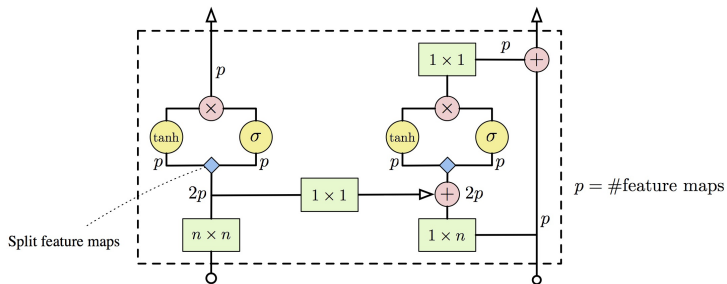 p
p
1 × 1
+
×
×
tanh
σ
tanh
σ
p
p
p
p
2p
1 × 1
+
2p
p = #feature maps
p
Split feature maps
n × n
1 × n